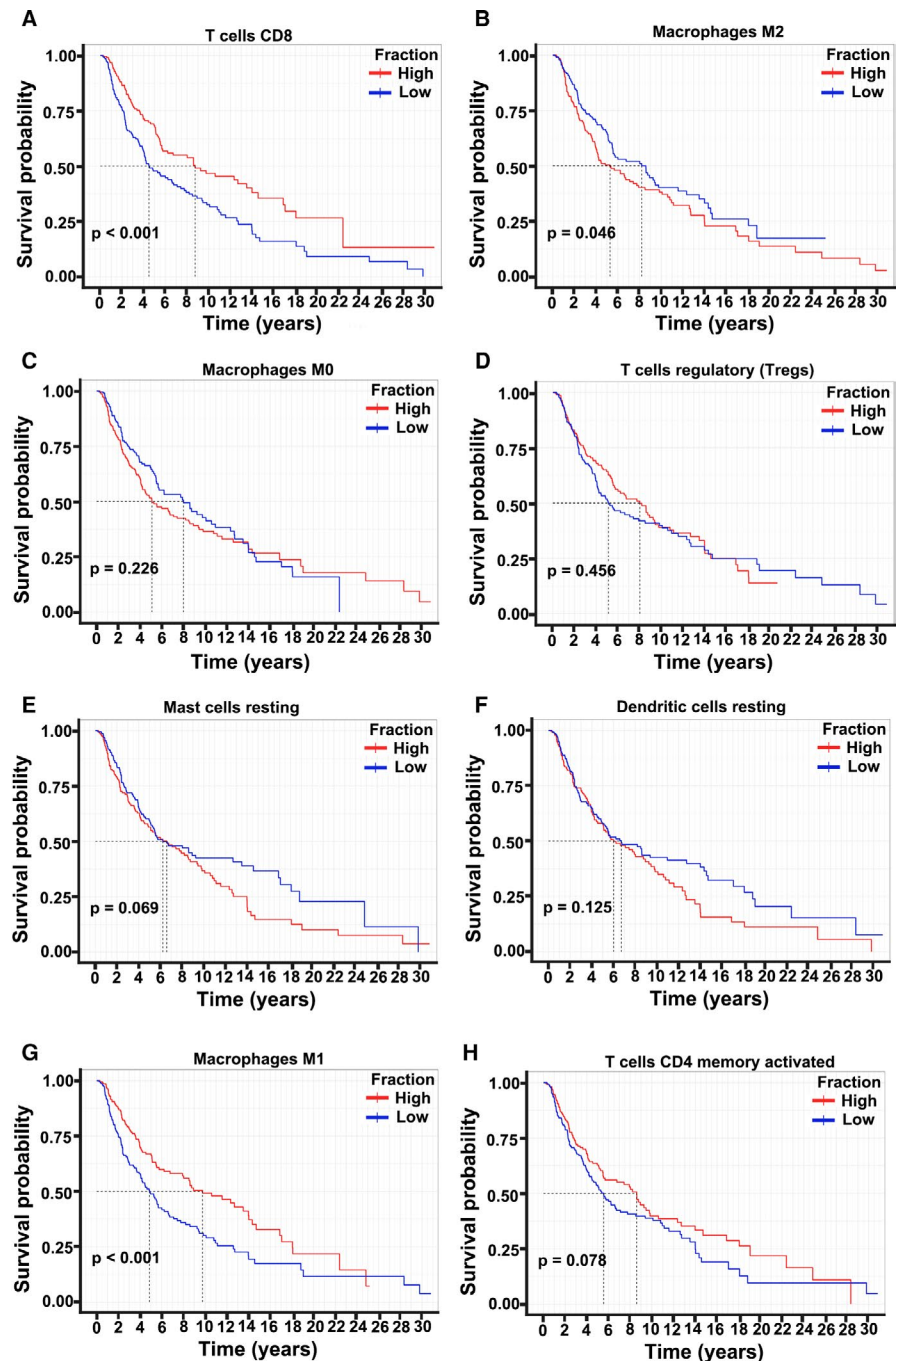 A
T cells CD8
Fraction
High
Low
Survival probability
1.00
0.75
0.50
0.25
0.00
p < 0.001
0 2 4 6 8 10 12 14 16 18 20 22 24 26 28 30
Time (years)
B
Macrophages M2
Fraction
High
Low
Survival probability
1.00
0.75
0.50
0.25
0.00
p = 0.046
0 2 4 6 8 10 12 14 16 18 20 22 24 26 28 30
Time (years)
C
Macrophages M0
Fraction
High
Low
Survival probability
1.00
0.75
0.50
0.25
0.00
p = 0.226
0 2 4 6 8 10 12 14 16 18 20 22 24 26 28 30
Time (years)
D
T cells regulatory (Tregs)
Fraction
High
Low
Survival probability
1.00
0.75
0.50
0.25
0.00
p = 0.456
0 2 4 6 8 10 12 14 16 18 20 22 24 26 28 30
Time (years)
E
Mast cells resting
Fraction
High
Low
Survival probability
1.00
0.75
0.50
0.25
0.00
p = 0.069
0 2 4 6 8 10 12 14 16 18 20 22 24 26 28 30
Time (years)
F
Dendritic cells resting
Fraction
High
Low
Survival probability
1.00
0.75
0.50
0.25
0.00
p = 0.125
0 2 4 6 8 10 12 14 16 18 20 22 24 26 28 30
Time (years)
G
Macrophages M1
Fraction
High
Low
Survival probability
1.00
0.75
0.50
0.25
0.00
p < 0.001
0 2 4 6 8 10 12 14 16 18 20 22 24 26 28 30
Time (years)
H
T cells CD4 memory activated
Fraction
High
Low
Survival probability
1.00
0.75
0.50
0.25
0.00
p = 0.078
0 2 4 6 8 10 12 14 16 18 20 22 24 26 28 30
Time (years)